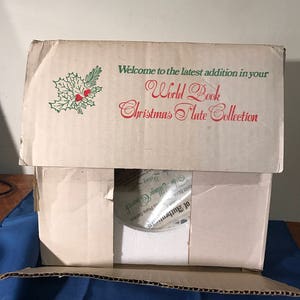 Welcome to the latest addition in your
World Book
Christmas Plate Collection